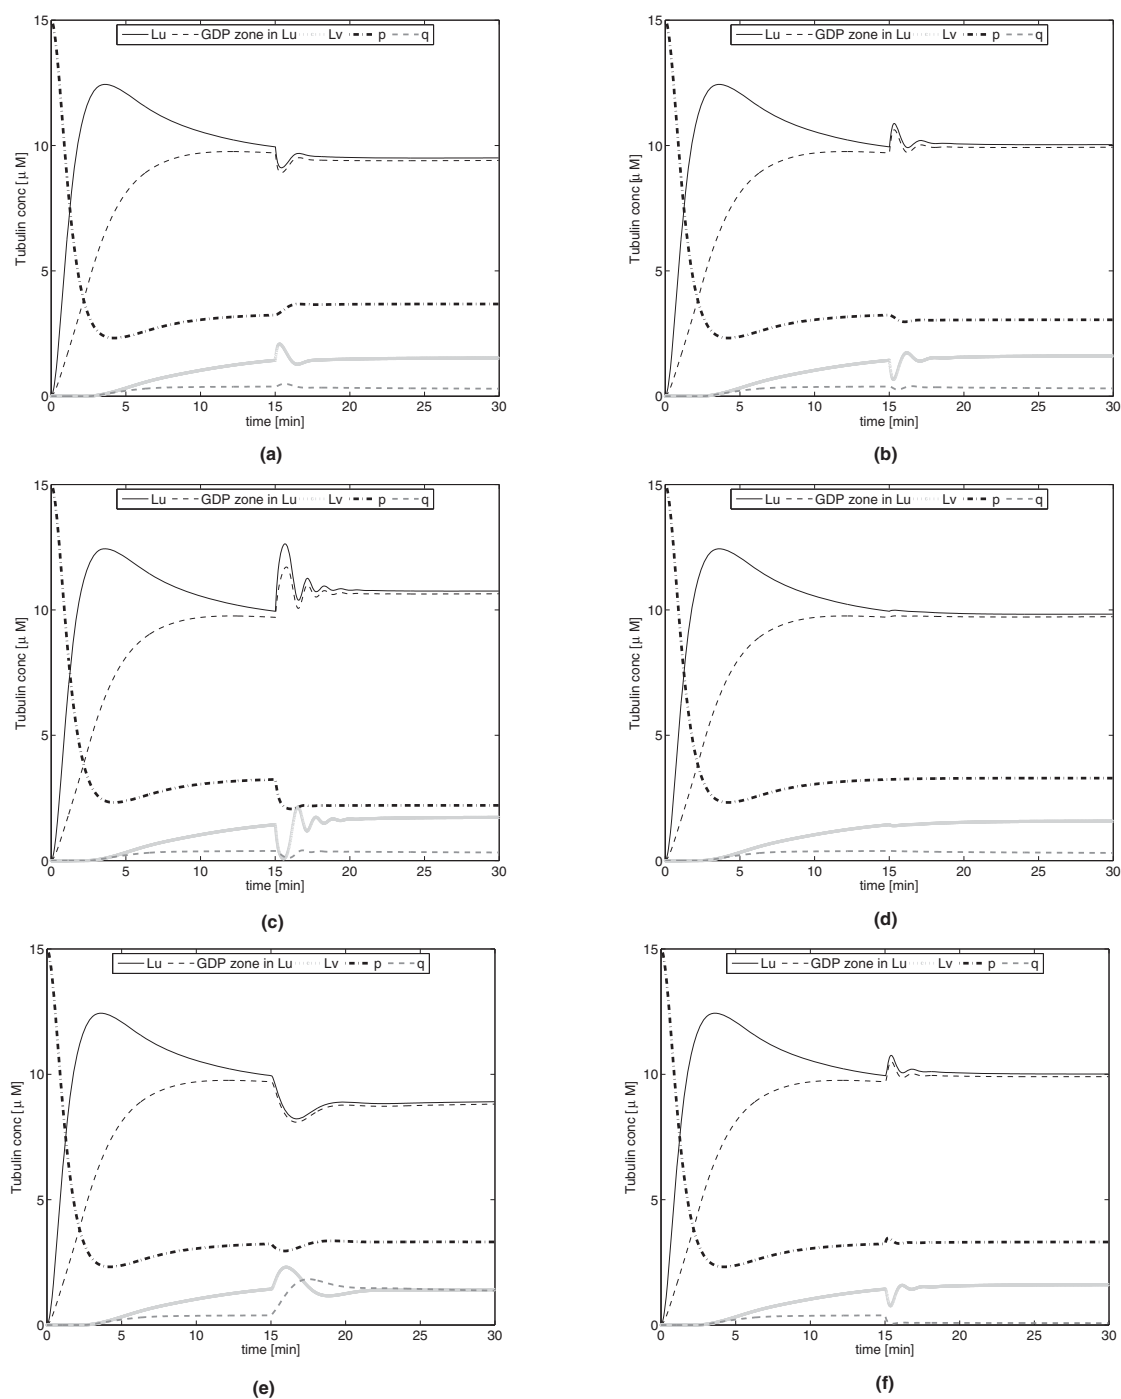 15
Lu GDP zone in Lu Lv p q
10
Tubulin conc [μ M]
5
0
0 5 10 15 20 25 30
time [min]
(a)
15
Lu GDP zone in Lu Lv p q
10
Tubulin conc [μ M]
5
0
0 5 10 15 20 25 30
time [min]
(b)
15
Lu GDP zone in Lu Lv p q
10
Tubulin conc [μ M]
5
0
0 5 10 15 20 25 30
time [min]
(c)
15
Lu GDP zone in Lu Lv p q
10
Tubulin conc [μ M]
5
0
0 5 10 15 20 25 30
time [min]
(d)
15
Lu GDP zone in Lu Lv p q
10
Tubulin conc [μ M]
5
0
0 5 10 15 20 25 30
time [min]
(e)
15
Lu GDP zone in Lu Lv p q
10
Tubulin conc [μ M]
5
0
0 5 10 15 20 25 30
time [min]
(f)